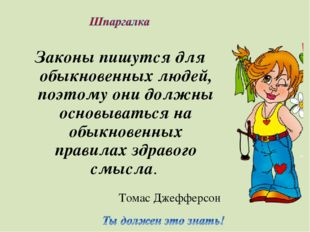 Шпаргалка
Законы пишутся для
обыкновенных людей,
поэтому они должны
основываться на
обыкновенных
правилах здравого
смысла.
Томас Джефферсон
Ты должен это знать!